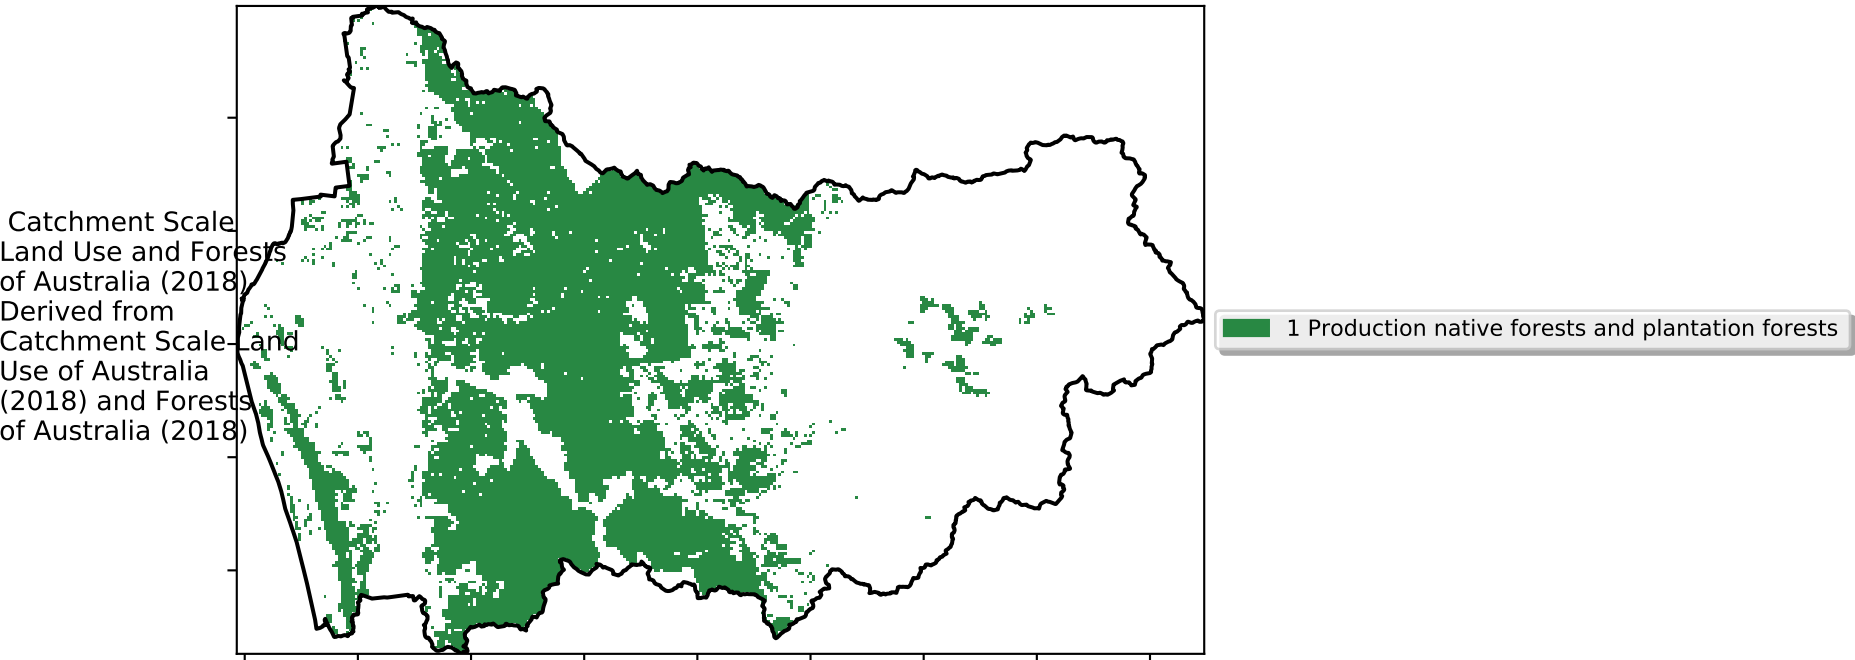 Catchment Scale
Land Use and Forests
of Australia (2018)
Derived from
Catchment Scale Land
Use of Australia
(2018) and Forests
of Australia (2018)
1 Production native forests and plantation forests